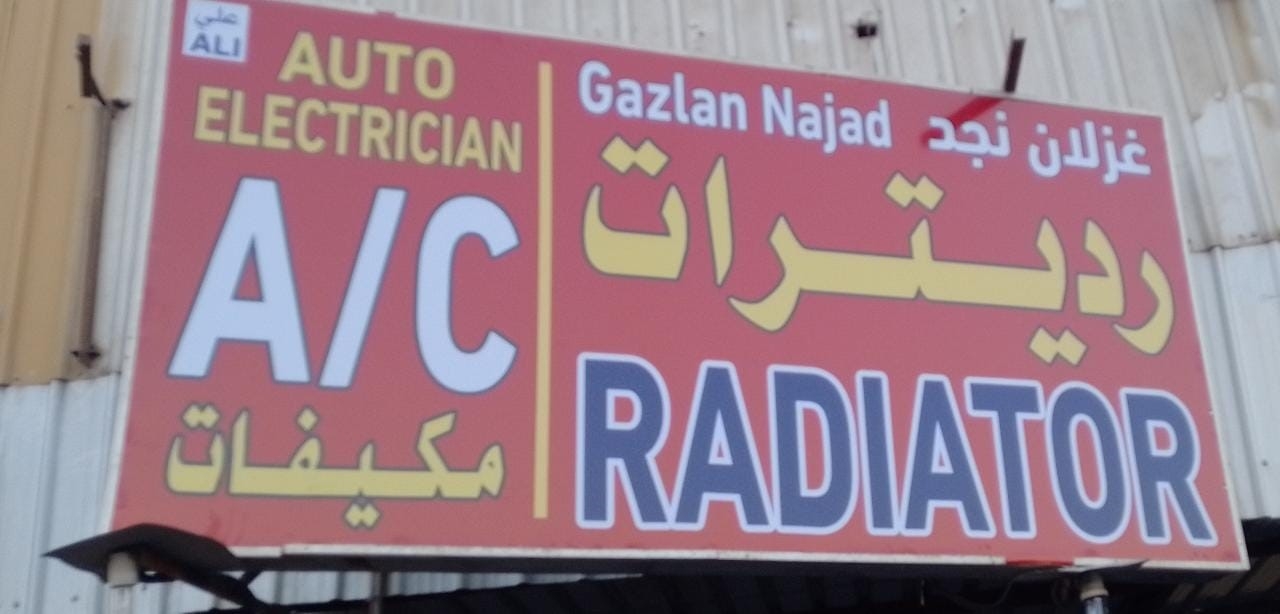 علي
ALI
AUTO
ELECTRICIAN
A/C
مكيفات
Gazlan Najad غزلان نجد
رديترات
RADIATOR